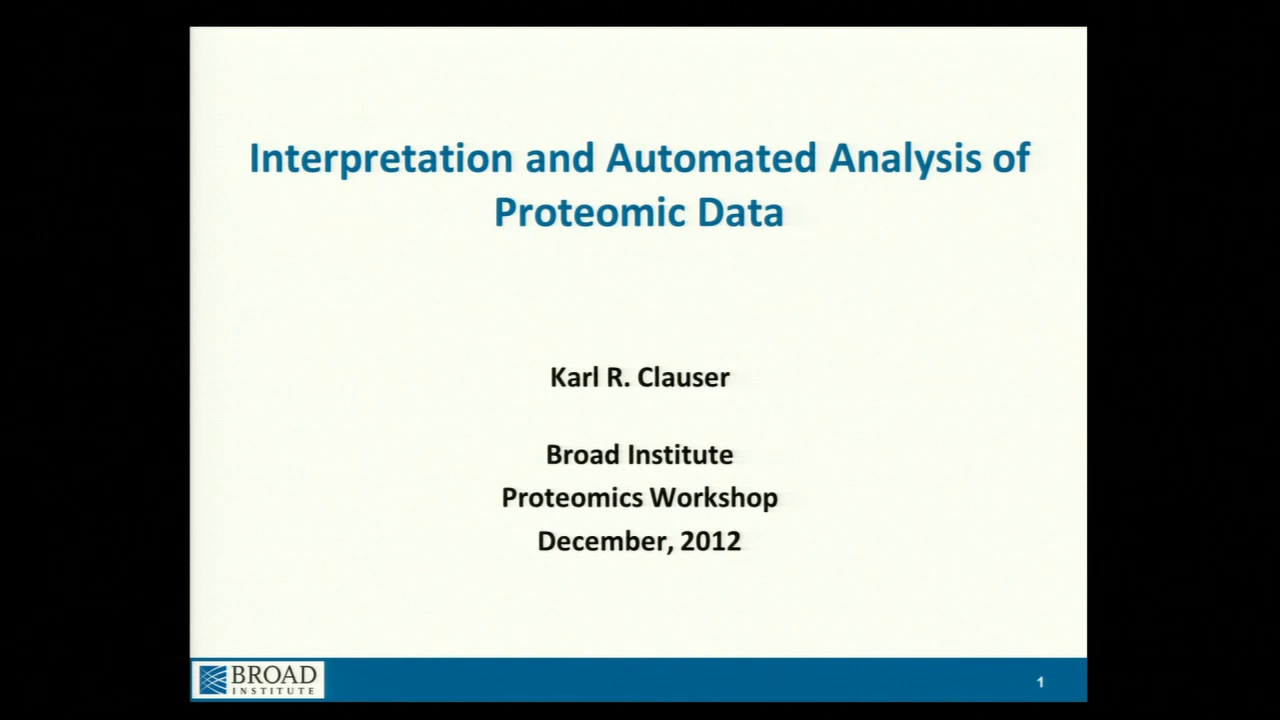 Interpretation and Automated Analysis of
Proteomic Data
Karl R. Clauser
Broad Institute
Proteomics Workshop
December, 2012
BROAD
INSTITUTE
1